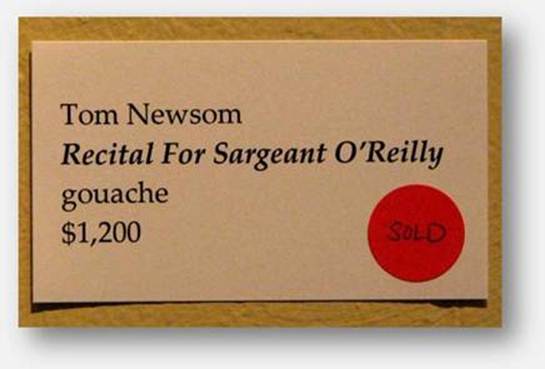 Tom Newsom
Recital For Sargeant O'Reilly
gouache
$1,200
SOLD